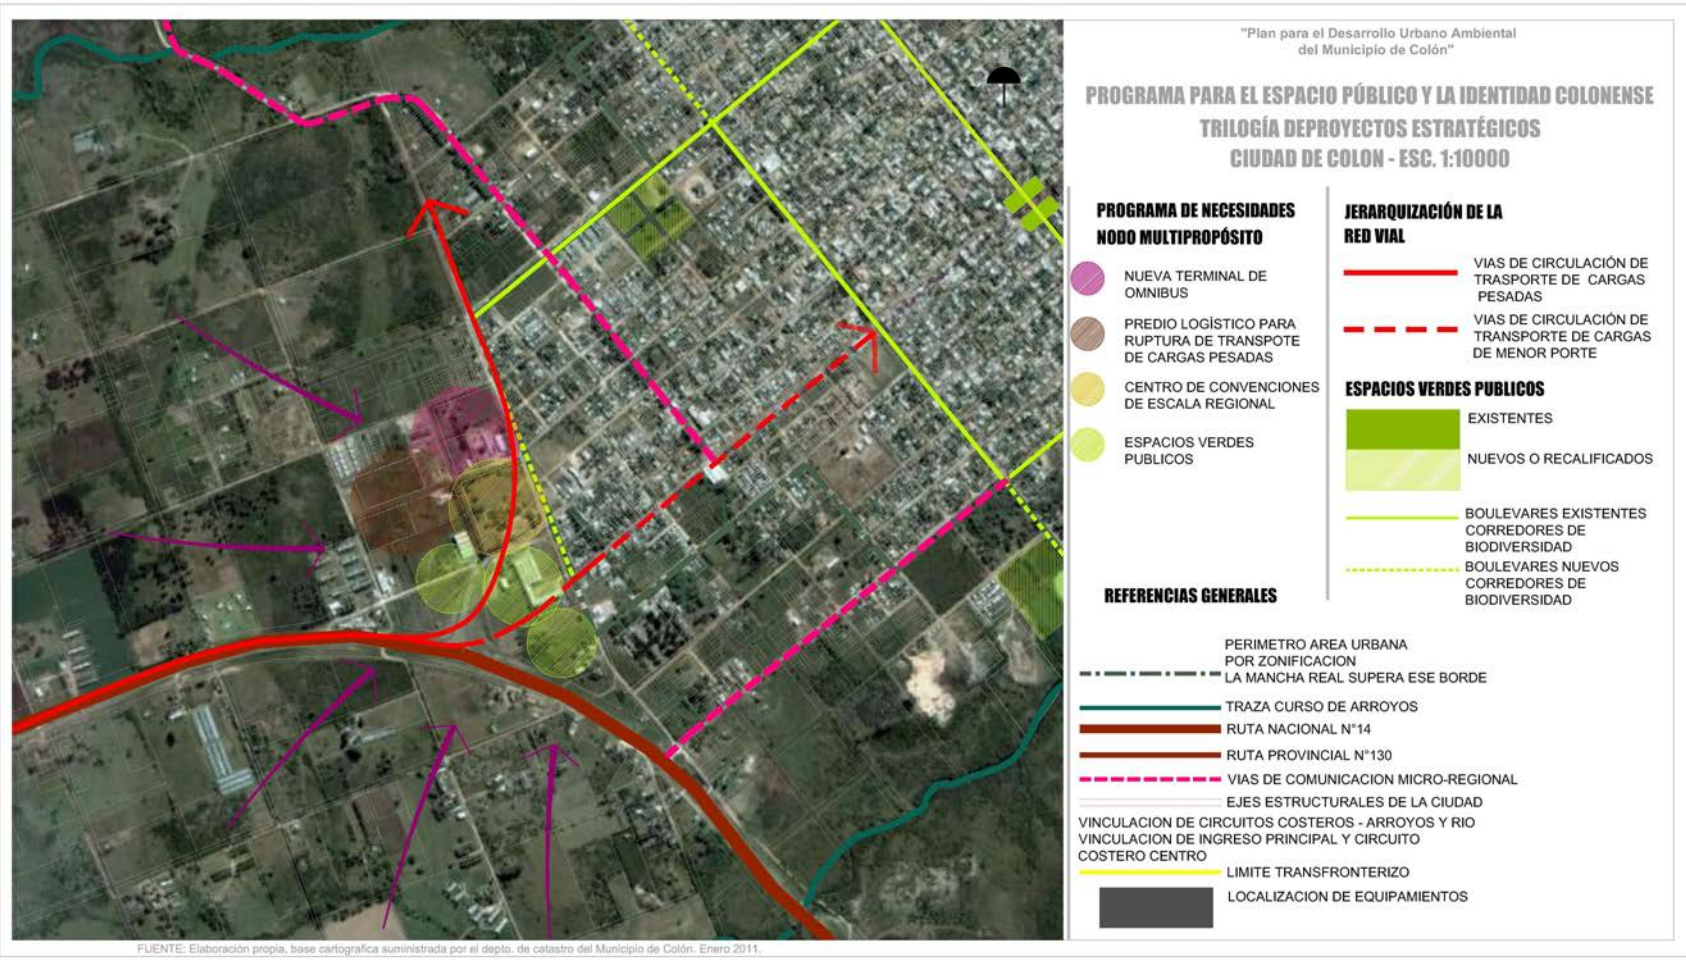 "Plan para el Desarrollo Urbano Ambiental
del Municipio de Colón"
PROGRAMA PARA EL ESPACIO PÚBLICO Y LA IDENTIDAD COLONENSE
TRILOGÍA DEPROYECTOS ESTRATÉGICOS
CIUDAD DE COLON - ESC. 1:10000
PROGRAMA DE NECESIDADES
NODO MULTIPROPÓSITO
NUEVA TERMINAL DE
OMNIBUS
PREDIO LOGÍSTICO PARA
RUPTURA DE TRANSPOTE
DE CARGAS PESADAS
CENTRO DE CONVENCIONES
DE ESCALA REGIONAL
ESPACIOS VERDES
PUBLICOS
JERARQUIZACIÓN DE LA
RED VIAL
VIAS DE CIRCULACIÓN DE
TRASPORTE DE CARGAS
PESADAS
VIAS DE CIRCULACIÓN DE
TRANSPORTE DE CARGAS
DE MENOR PORTE
ESPACIOS VERDES PUBLICOS
EXISTENTES
NUEVOS O RECALIFICADOS
BOULEVARES EXISTENTES
CORREDORES DE
BIODIVERSIDAD
BOULEVARES NUEVOS
CORREDORES DE
BIODIVERSIDAD
REFERENCIAS GENERALES
PERIMETRO AREA URBANA
POR ZONIFICACION
LA MANCHA REAL SUPERA ESE BORDE
TRAZA CURSO DE ARROYOS
RUTA NACIONAL N°14
RUTA PROVINCIAL N°130
VIAS DE COMUNICACION MICRO-REGIONAL
EJES ESTRUCTURALES DE LA CIUDAD
VINCULACION DE CIRCUITOS COSTEROS - ARROYOS Y RIO
VINCULACION DE INGRESO PRINCIPAL Y CIRCUITO
COSTERO CENTRO
LIMITE TRANSFRONTERIZO
LOCALIZACION DE EQUIPAMIENTOS
FUENTE: Elaboración propia, base cartografica suministrada por el depto. de catastro del Municipio de Colón. Enero 2011.